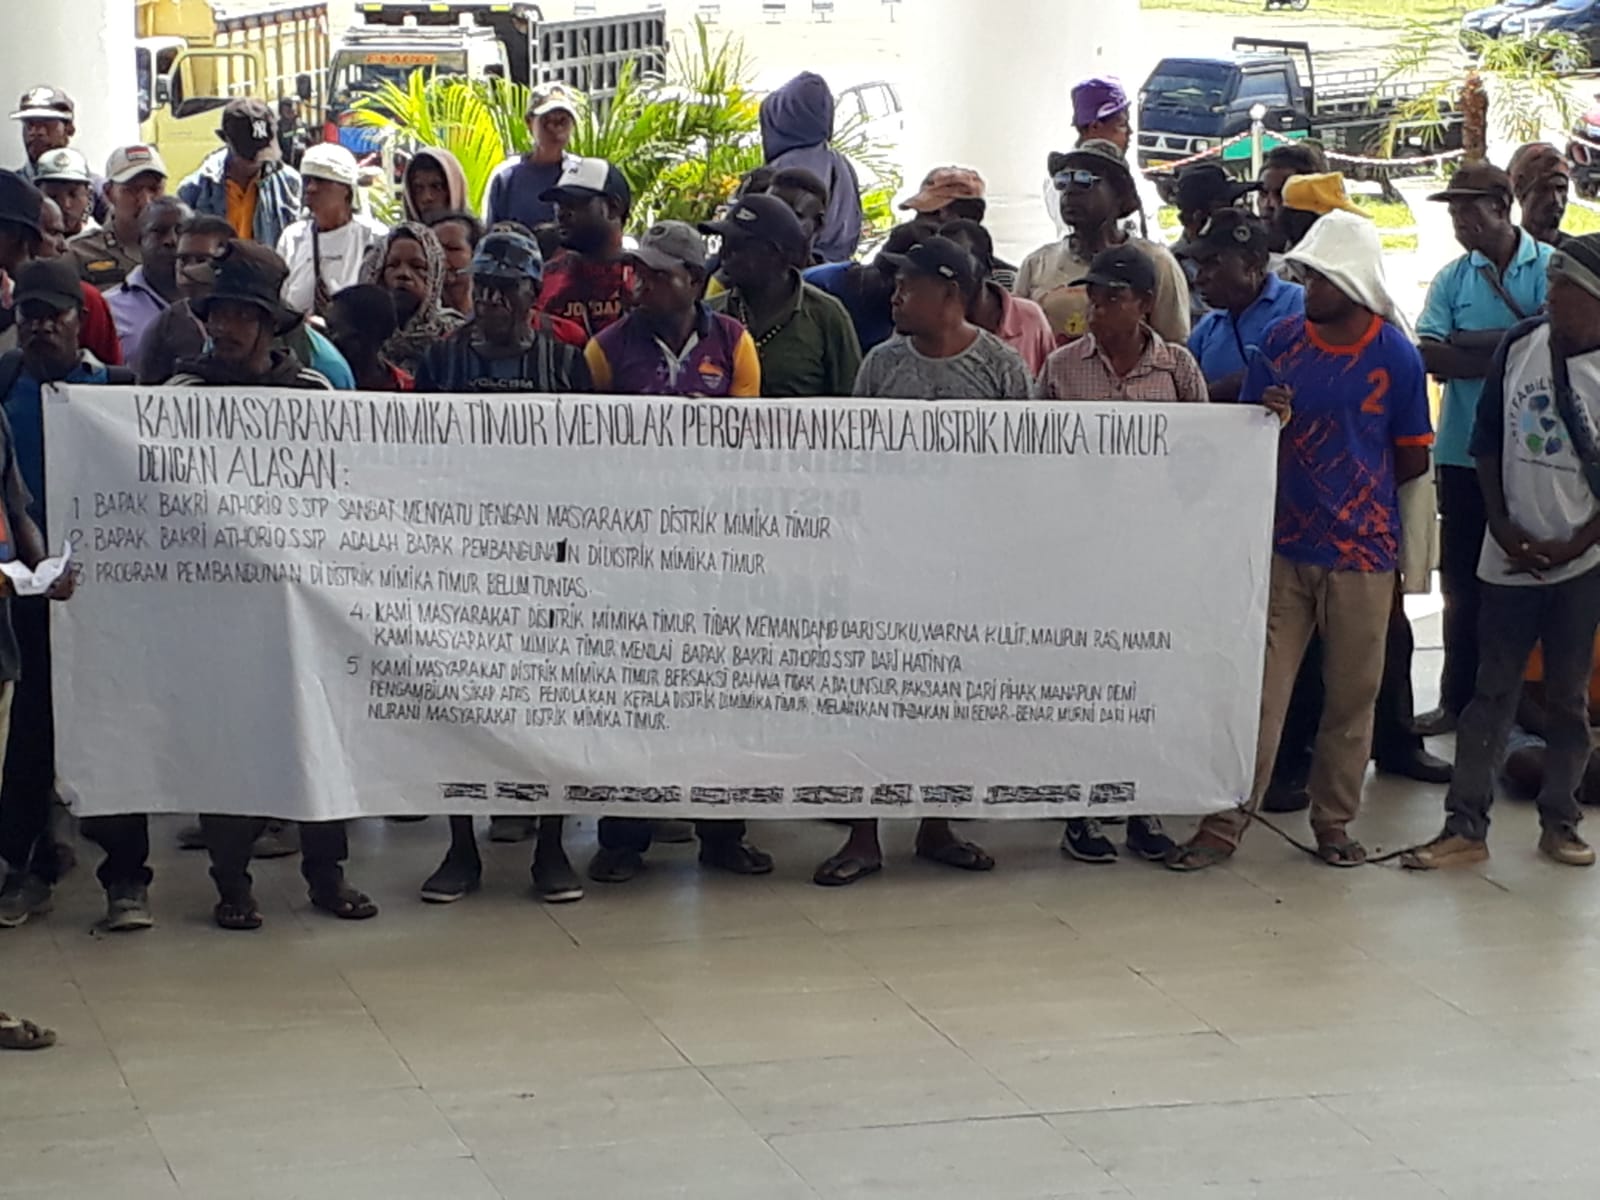 KAMI MASYARAKAT MIMIKA TIMUR MENOLAK PERGANTIAN KEPALA DISTRIK MIMIKA TIMUR
DENGAN ALASAN :
1 BAPAK BAKRI ATHORIQ S.STP SANGAT MENYATU DENGAN MASYARAKAT DISTRIK MIMIKA TIMUR
2. BAPAK BAKRI ATHORIQ.S.STP ADALAH BAPAK PEMBANGUNAN DI DISTRIK MIMIKA TIMUR
3 PROGRAM PEMBANGUNAN DI DISTRIK MIMIKA TIMUR BELUM TUNTAS.
4. KAMI MASYARAKAT DISTRIK MIMIKA TIMUR TIDAK MEMANDANG DARI SUKU, WARNA KULIT, MAUPUN RAS, NAMUN
KAMI MASYARAKAT MIMIKA TIMUR MENILAI BAPAK BAKRI ATHORIQ.S.STP DARI HATINYA
5 KAMI MASYARAKAT DISTRIK MIMIKA TIMUR BERSAKSI BAHWA TIDAK ADA UNSUR PAKSAAN DARI PIHAK MANAPUN DEMI
PENGAMBILAN SIKAP ATAS PENOLAKAN KEPALA DISTRIK DIMIMIKA TIMUR, MELAINKAN TINDAKAN INI BENAR-BENAR MURNI DARI HATI
NURANI MASYARAKAT DISTRIK MIMIKA TIMUR.
JORDAN
VOLCOM
2
NY